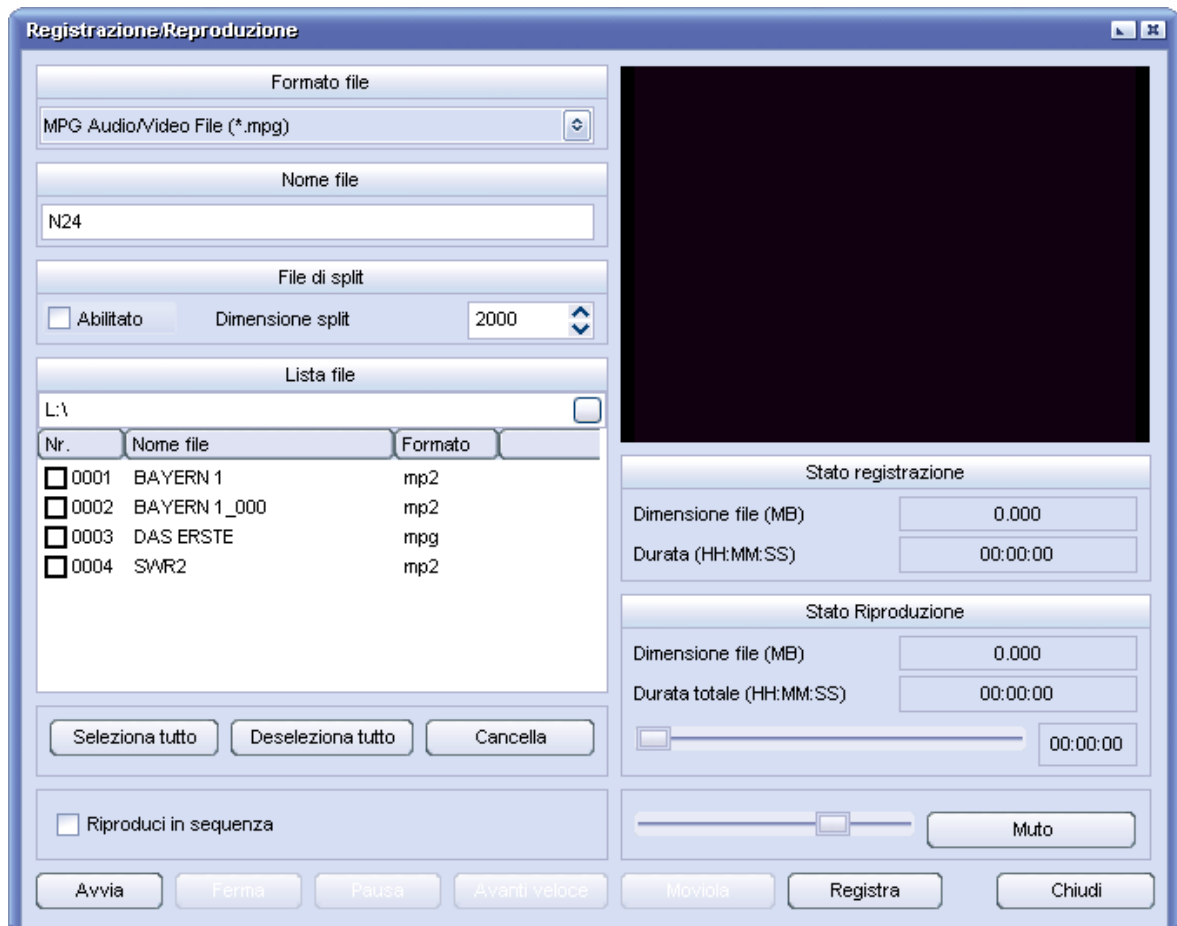 Registrazione/Reproduzione
Formato file
MPG Audio/Video File (*.mpg)
Nome file
N24
File di split
Abilitato Dimensione split 2000
Lista file
L:\
Nr. Nome file Formato
0001 BAYERN 1 mp2
0002 BAYERN 1_000 mp2
0003 DAS ERSTE mpg
0004 SWR2 mp2
Seleziona tutto Deseleziona tutto Cancella
Riproduci in sequenza
Stato registrazione
Dimensione file (MB) 0.000
Durata (HH:MM:SS) 00:00:00
Stato Riproduzione
Dimensione file (MB) 0.000
Durata totale (HH:MM:SS) 00:00:00
00:00:00
Muto
Avvia Ferma Pausa Avanti veloce Moviola Registra Chiudi